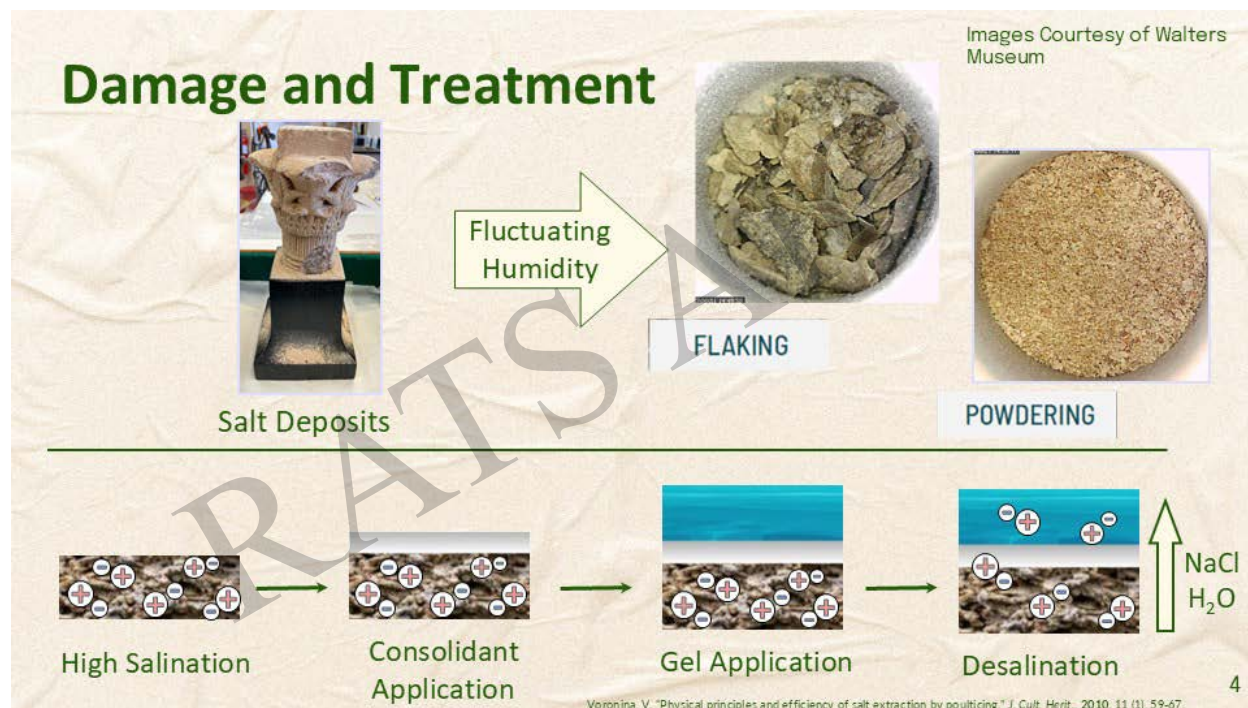 Images Courtesy of Walters
Museum
Damage and Treatment
Fluctuating
Humidity
FLAKING
POWDERING
Salt Deposits
RATS A
NaCl
H₂O
High Salination
Consolidant
Application
Gel Application
Desalination
4
Voronina, V. "Physical principles and efficiency of salt extraction by poulticing." J. Cult. Herit., 2010, 11 (1), 59-67.